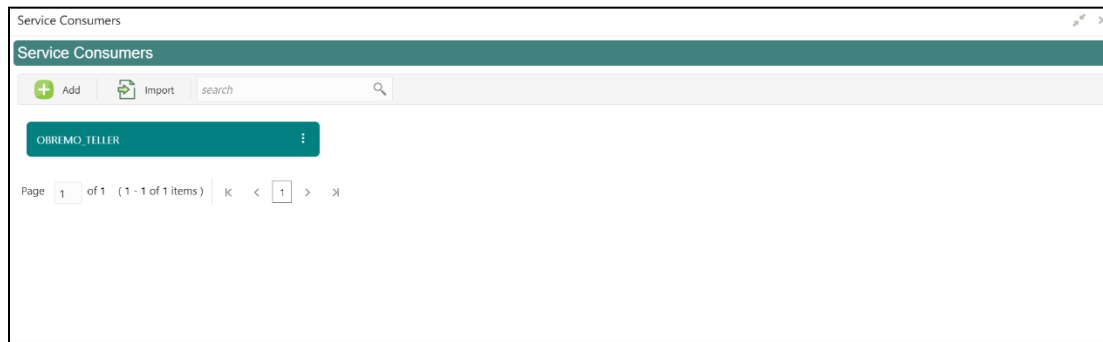 Service Consumers
Service Consumers
Add Import search
OBREMO_TELLER
Page 1 of 1 (1 - 1 of 1 items) 1